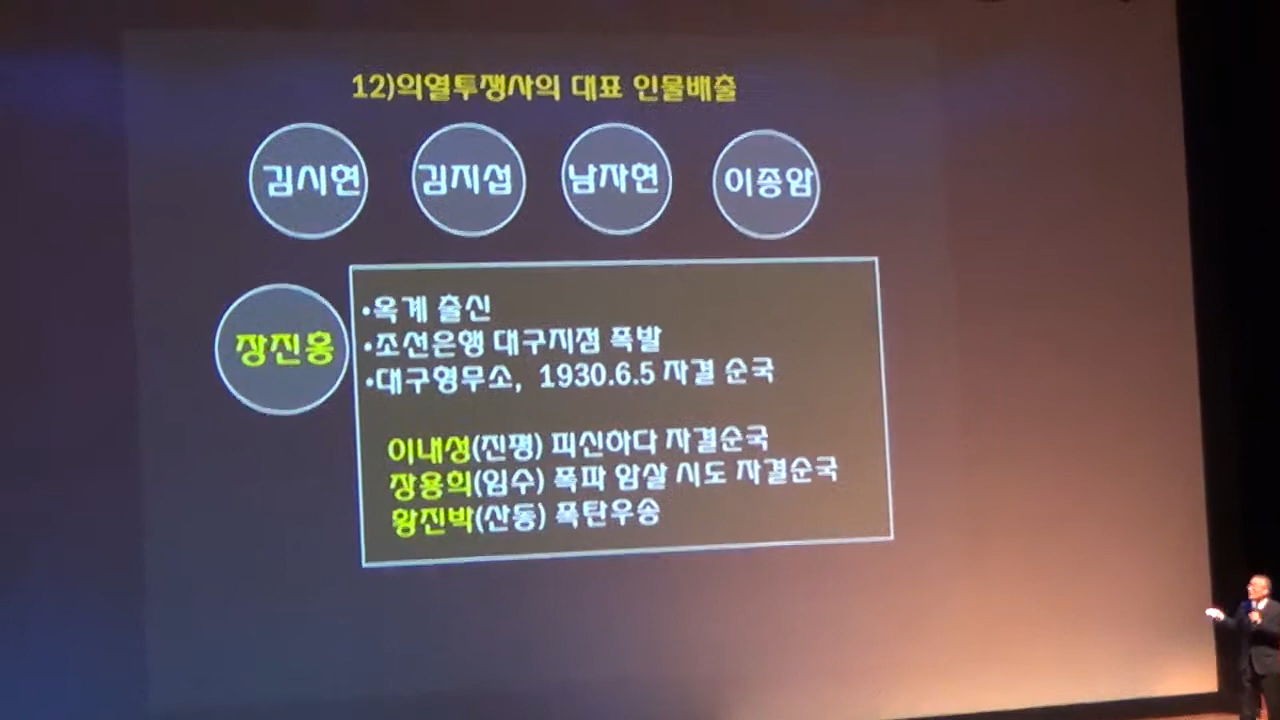 12)의열투쟁사의 대표 인물배출
김시현 김지섭 남자현 이종암
장진홍
•옥계 출신
•조선은행 대구지점 폭발
•대구형무소, 1930.6.5 자결 순국
이내성(진평) 피신하다 자결순국
장용희(임수) 폭파 암살 시도 자결순국
황진박(산동) 폭탄우송